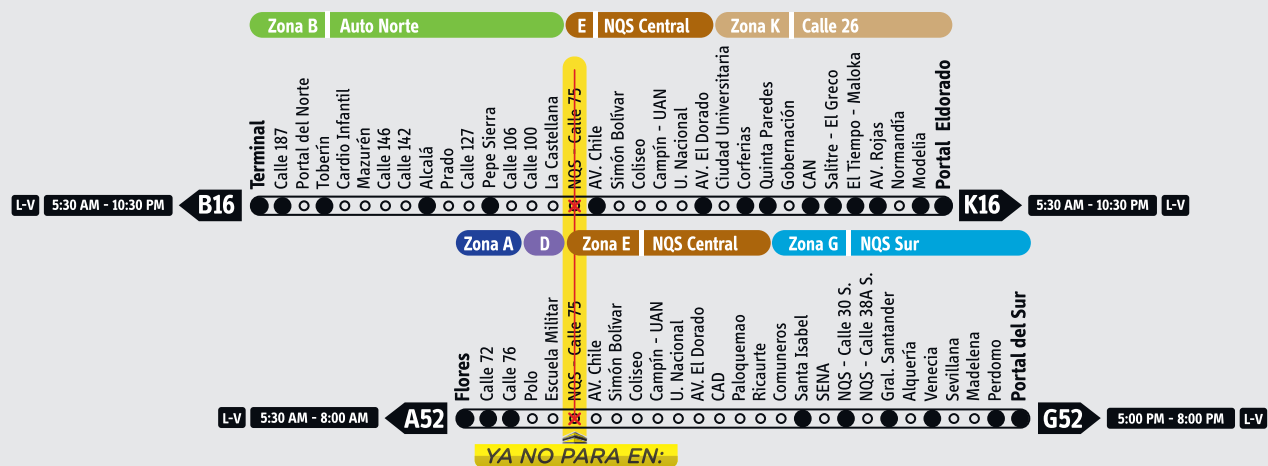 Zona B Auto Norte E NQS Central Zona K Calle 26
Terminal
Calle 187
Portal del Norte
Toberín
Cardio Infantil
Mazurén
Calle 146
Calle 142
Alcalá
Prado
Calle 127
Pepe Sierra
Calle 106
Calle 100
La Castellana
NQS - Calle 75
AV. Chile
Simón Bolívar
Coliseo
Campín - UAN
U. Nacional
AV. El Dorado
Ciudad Universitaria
Corferias
Quinta Paredes
Gobernación
CAN
Salitre - El Greco
El Tiempo - Maloka
AV. Rojas
Normandía
Modelia
Portal Eldorado
L-V 5:30 AM - 10:30 PM B16 K16 5:30 AM - 10:30 PM L-V
Zona A D Zona E NQS Central Zona G NQS Sur
Flores
Calle 72
Calle 76
Polo
Escuela Militar
NQS - Calle 75
AV. Chile
Simón Bolívar
Coliseo
Campín - UAN
U. Nacional
AV. El Dorado
CAD
Paloquemao
Ricaurte
Comuneros
Santa Isabel
SENA
NQS - Calle 30 S.
NQS - Calle 38A S.
Gral. Santander
Alquería
Venecia
Sevillana
Madelena
Perdomo
Portal del Sur
L-V 5:30 AM - 8:00 AM A52 G52 5:00 PM - 8:00 PM L-V
YA NO PARA EN: